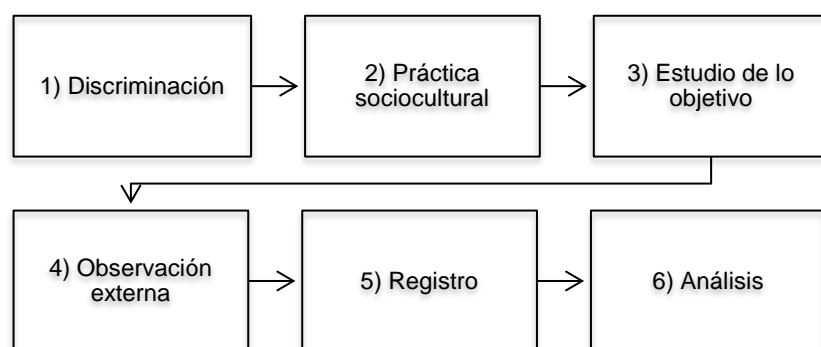 1) Discriminación
2) Práctica
sociocultural
3) Estudio de lo
objetivo
4) Observación
externa
5) Registro
6) Análisis